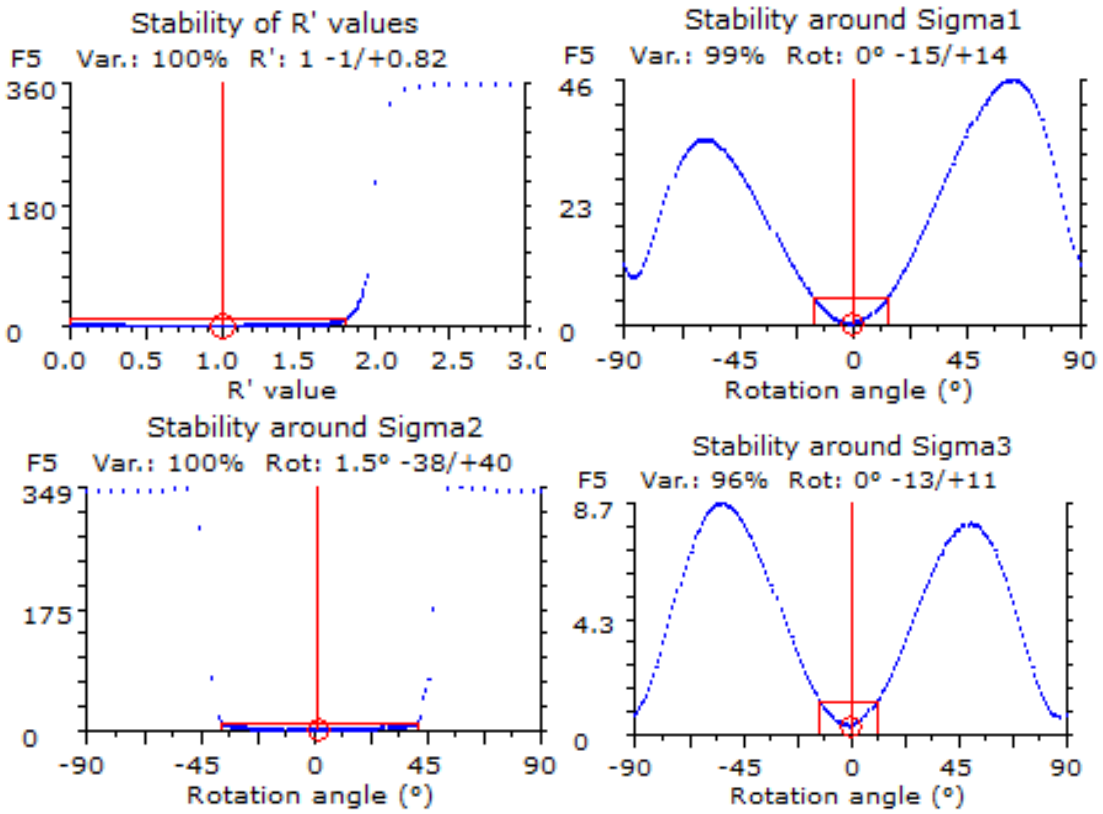 Stability of R' values
F5 Var.: 100% R': 1 -1/+0.82
360
180
0
0.0 0.5 1.0 1.5 2.0 2.5 3.0
R' value
Stability around Sigma1
F5 Var.: 99% Rot: 0° -15/+14
46
23
0
-90 -45 0 45 90
Rotation angle (°)
Stability around Sigma2
F5 Var.: 100% Rot: 1.5° -38/+40
349
175
0
-90 -45 0 45 90
Rotation angle (°)
Stability around Sigma3
F5 Var.: 96% Rot: 0° -13/+11
8.7
4.3
0
-90 -45 0 45 90
Rotation angle (°)